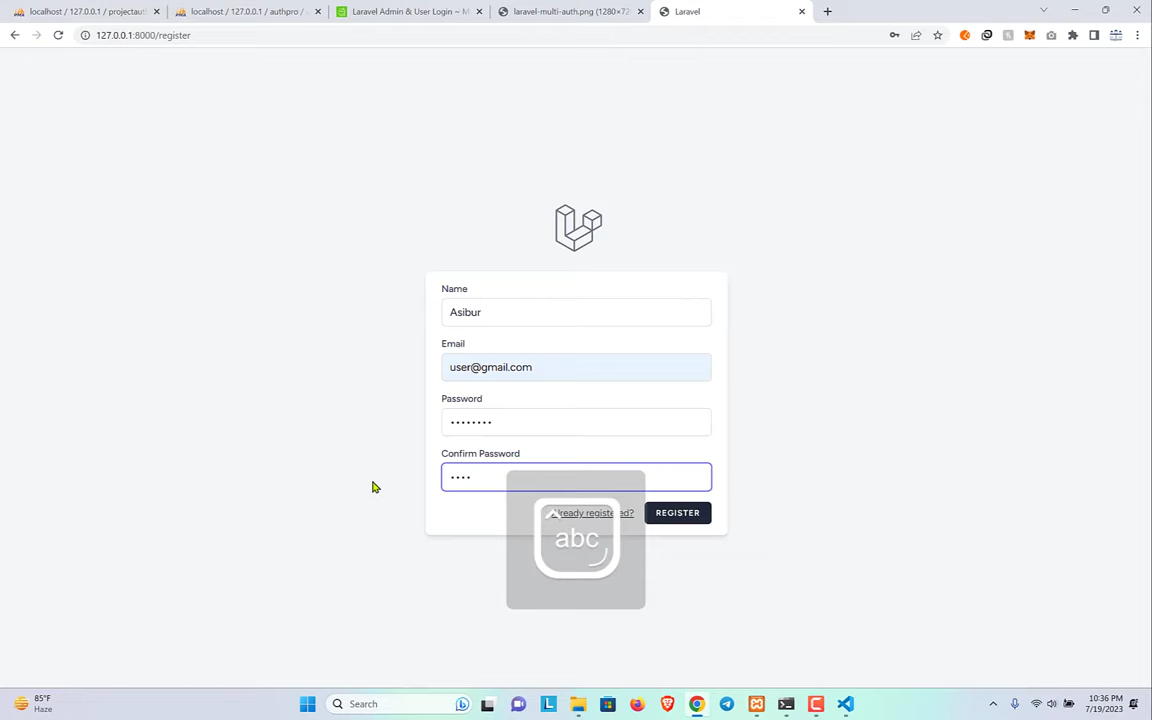 localhost / 127.0.0.1 / projectaut
localhost / 127.0.0.1 / authpro / 
Laravel Admin & User Login ~ M
laravel-multi-auth.png (1280×72
Laravel
127.0.0.1:8000/register
Name
Asibur
Email
user@gmail.com
Password
••••••••
Confirm Password
••••
Already registered?
REGISTER
abc
85°F
Haze
Search
10:36 PM
7/19/2023